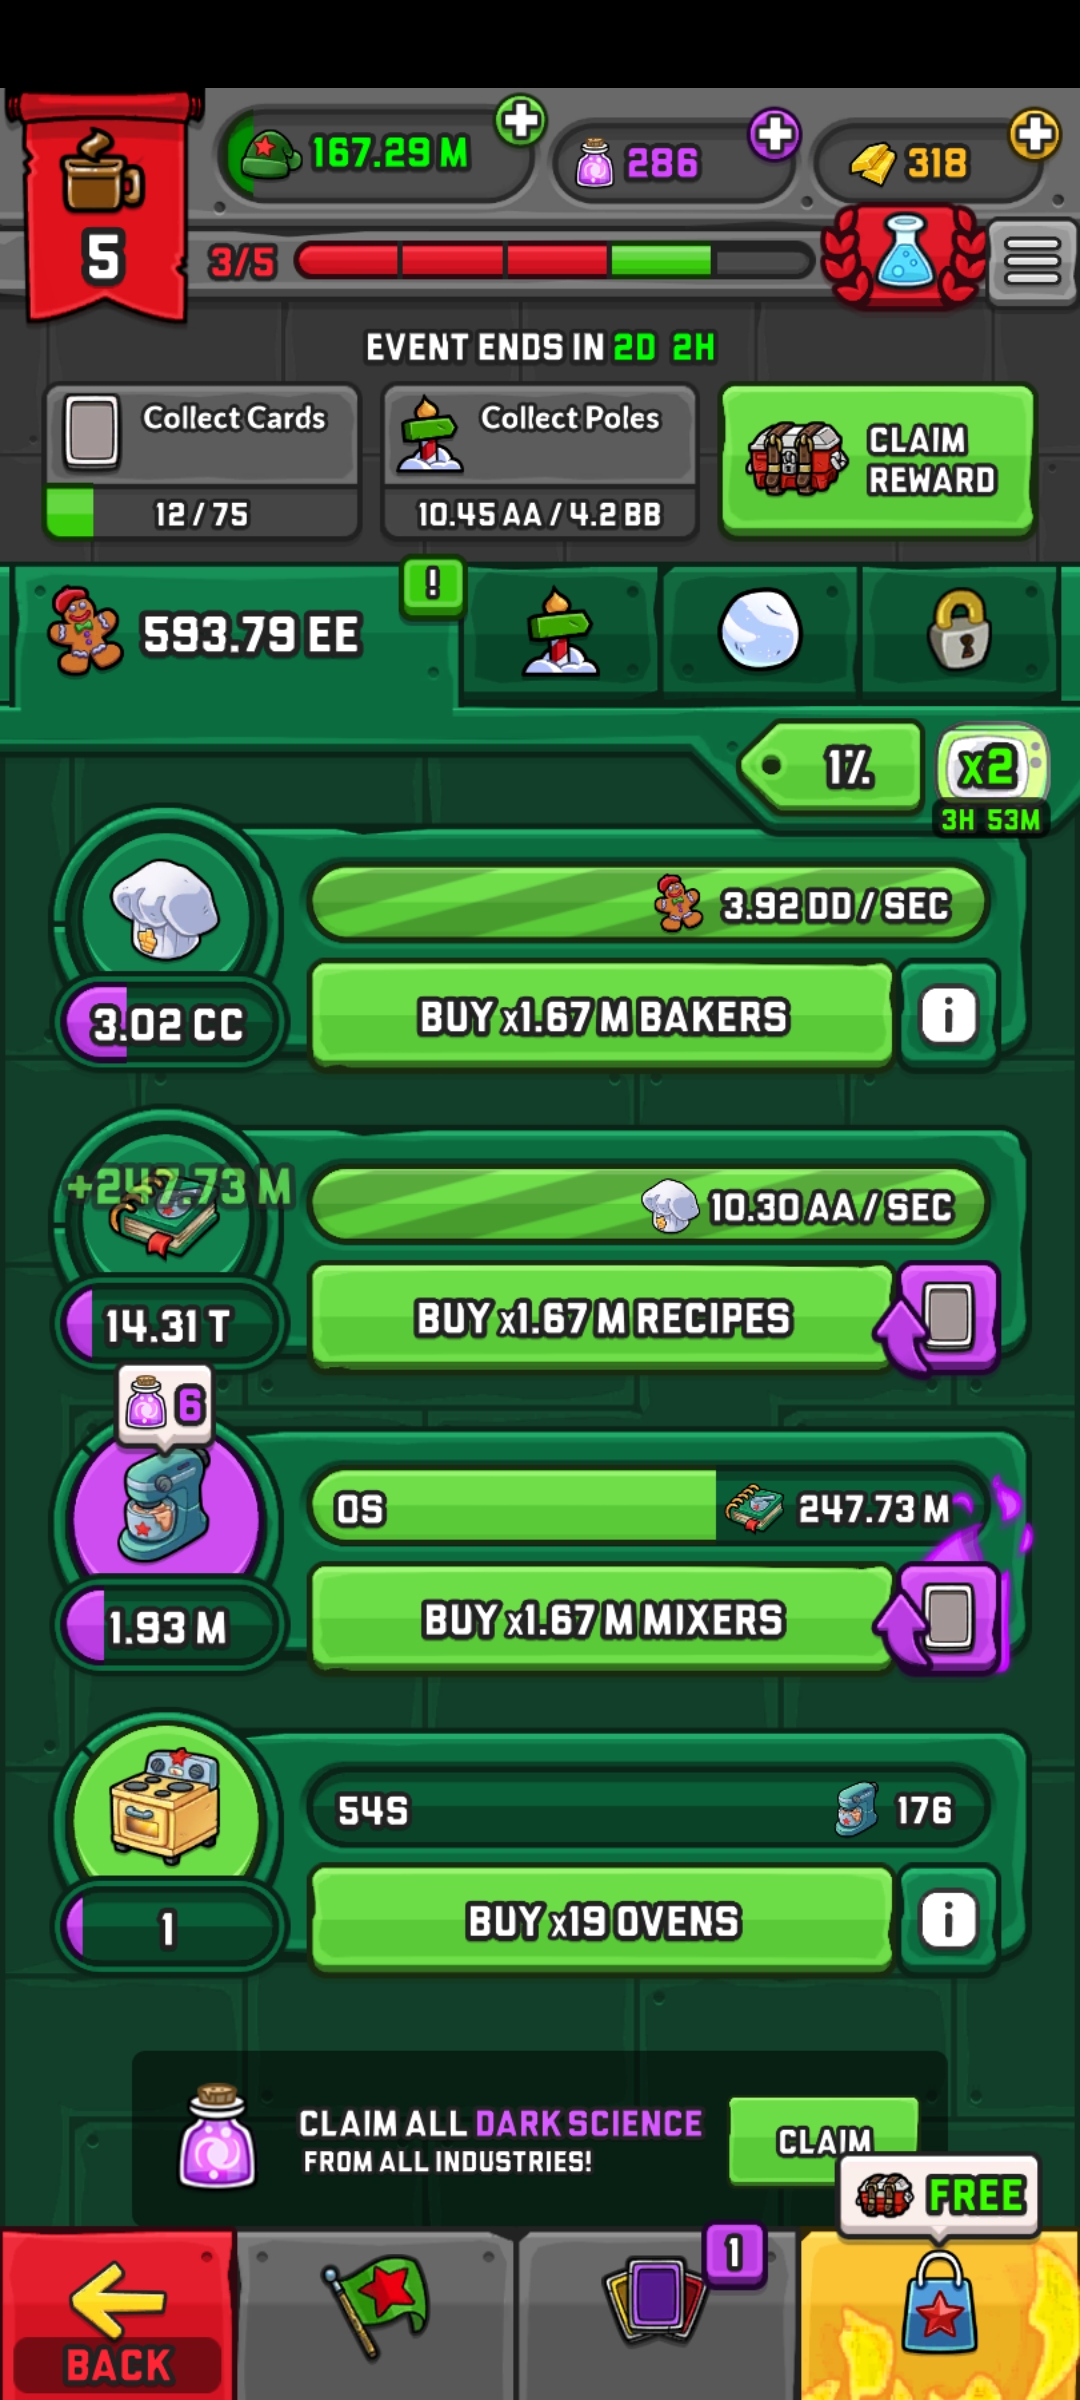 167.29 M
286
318
5
3/5
EVENT ENDS IN 2D 2H
Collect Cards
12 / 75
Collect Poles
10.45 AA / 4.2 BB
CLAIM
REWARD
593.79 EE
!
1%
x2
3H 53M
3.92 DD / SEC
3.02 CC
BUY x1.67 M BAKERS
i
+247.73 M
10.30 AA / SEC
14.31 T
BUY x1.67 M RECIPES
6
0S
247.73 M
1.93 M
BUY x1.67 M MIXERS
54S
176
1
BUY x19 OVENS
i
CLAIM ALL DARK SCIENCE
FROM ALL INDUSTRIES!
CLAIM
FREE
1
BACK